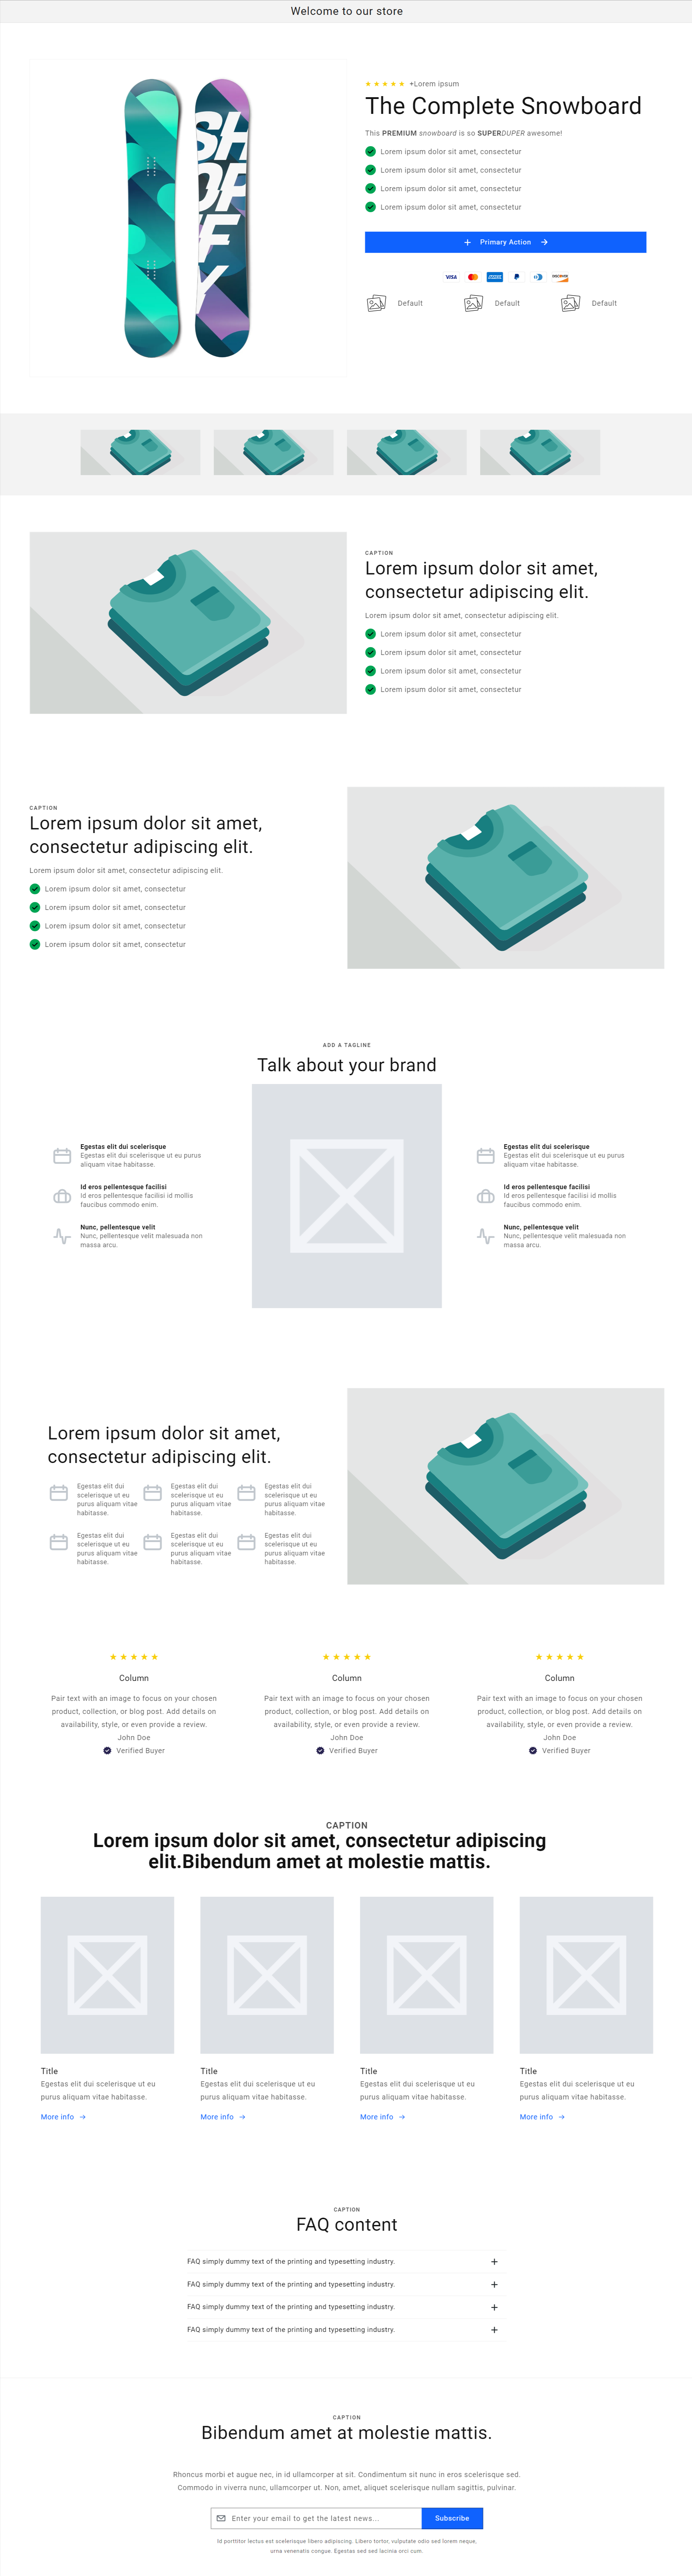 Welcome to our store
+Lorem ipsum
The Complete Snowboard
This PREMIUM snowboard is so SUPERDUPER awesome!
Lorem ipsum dolor sit amet, consectetur
Lorem ipsum dolor sit amet, consectetur
Lorem ipsum dolor sit amet, consectetur
Lorem ipsum dolor sit amet, consectetur
Primary Action
VISA
DISCOVER
Default
Default
Default
SH
OP
IF
Y
CAPTION
Lorem ipsum dolor sit amet,
consectetur adipiscing elit.
Lorem ipsum dolor sit amet, consectetur adipiscing elit.
Lorem ipsum dolor sit amet, consectetur
Lorem ipsum dolor sit amet, consectetur
Lorem ipsum dolor sit amet, consectetur
Lorem ipsum dolor sit amet, consectetur
CAPTION
Lorem ipsum dolor sit amet,
consectetur adipiscing elit.
Lorem ipsum dolor sit amet, consectetur adipiscing elit.
Lorem ipsum dolor sit amet, consectetur
Lorem ipsum dolor sit amet, consectetur
Lorem ipsum dolor sit amet, consectetur
Lorem ipsum dolor sit amet, consectetur
ADD A TAGLINE
Talk about your brand
Egestas elit dui scelerisque
Egestas elit dui scelerisque ut eu purus
aliquam vitae habitasse.
Id eros pellentesque facilisi
Id eros pellentesque facilisi id mollis
faucibus commodo enim.
Nunc, pellentesque velit
Nunc, pellentesque velit malesuada non
massa arcu.
Egestas elit dui scelerisque
Egestas elit dui scelerisque ut eu purus
aliquam vitae habitasse.
Id eros pellentesque facilisi
Id eros pellentesque facilisi id mollis
faucibus commodo enim.
Nunc, pellentesque velit
Nunc, pellentesque velit malesuada non
massa arcu.
Lorem ipsum dolor sit amet,
consectetur adipiscing elit.
Egestas elit dui
scelerisque ut eu
purus aliquam vitae
habitasse.
Egestas elit dui
scelerisque ut eu
purus aliquam vitae
habitasse.
Egestas elit dui
scelerisque ut eu
purus aliquam vitae
habitasse.
Egestas elit dui
scelerisque ut eu
purus aliquam vitae
habitasse.
Egestas elit dui
scelerisque ut eu
purus aliquam vitae
habitasse.
Egestas elit dui
scelerisque ut eu
purus aliquam vitae
habitasse.
Column
Pair text with an image to focus on your chosen
product, collection, or blog post. Add details on
availability, style, or even provide a review.
John Doe
Verified Buyer
Column
Pair text with an image to focus on your chosen
product, collection, or blog post. Add details on
availability, style, or even provide a review.
John Doe
Verified Buyer
Column
Pair text with an image to focus on your chosen
product, collection, or blog post. Add details on
availability, style, or even provide a review.
John Doe
Verified Buyer
CAPTION
Lorem ipsum dolor sit amet, consectetur adipiscing
elit.Bibendum amet at molestie mattis.
Title
Egestas elit dui scelerisque ut eu
purus aliquam vitae habitasse.
More info
Title
Egestas elit dui scelerisque ut eu
purus aliquam vitae habitasse.
More info
Title
Egestas elit dui scelerisque ut eu
purus aliquam vitae habitasse.
More info
Title
Egestas elit dui scelerisque ut eu
purus aliquam vitae habitasse.
More info
CAPTION
FAQ content
FAQ simply dummy text of the printing and typesetting industry.
FAQ simply dummy text of the printing and typesetting industry.
FAQ simply dummy text of the printing and typesetting industry.
FAQ simply dummy text of the printing and typesetting industry.
CAPTION
Bibendum amet at molestie mattis.
Rhoncus morbi et augue nec, in id ullamcorper at sit. Condimentum sit nunc in eros scelerisque sed.
Commodo in viverra nunc, ullamcorper ut. Non, amet, aliquet scelerisque nullam sagittis, pulvinar.
Enter your email to get the latest news...
Subscribe
Id porttitor lectus est scelerisque libero adipiscing. Libero tortor, vulputate odio sed lorem neque,
urna venenatis congue. Egestas sed sed lacinia orci cum.